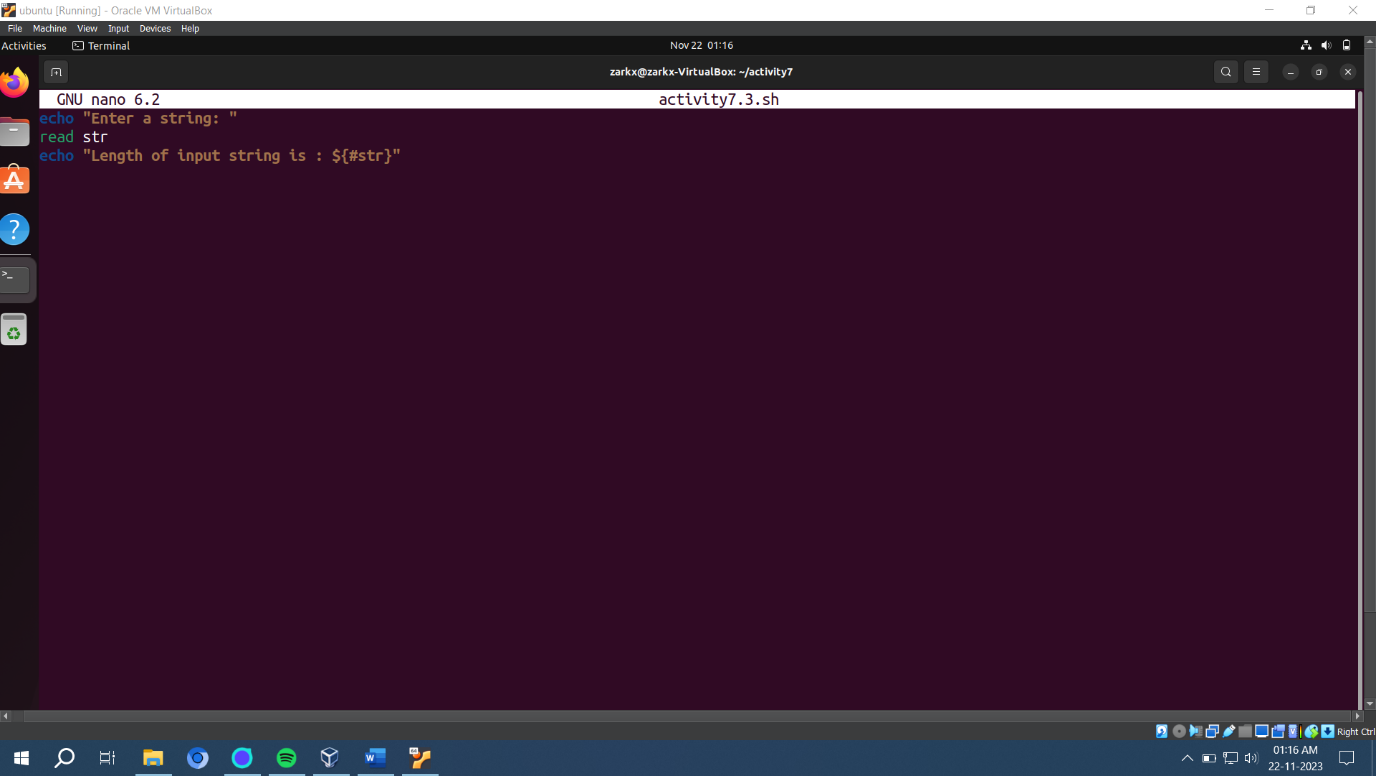 ubuntu [Running] - Oracle VM VirtualBox
File Machine View Input Devices Help
Activities Terminal Nov 22 01:16
zarkx@zarkx-VirtualBox: ~/activity7
GNU nano 6.2 activity7.3.sh
echo "Enter a string: "
read str
echo "Length of input string is : ${#str}"
Right Ctrl
01:16 AM
22-11-2023